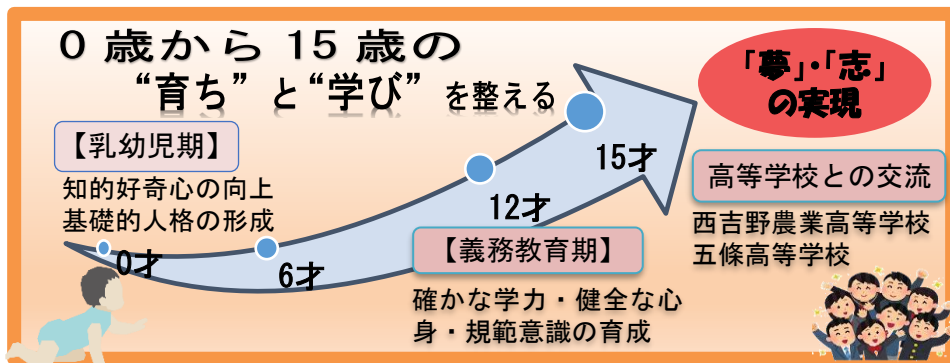 0歳から15歳の
“育ち”と“学び”を整える
【乳幼児期】
知的好奇心の向上
基礎的人格の形成
0才
6才
12才
15才
【義務教育期】
確かな学力・健全な心
身・規範意識の育成
「夢」・「志」
の実現
高等学校との交流
西吉野農業高等学校
五條高等学校